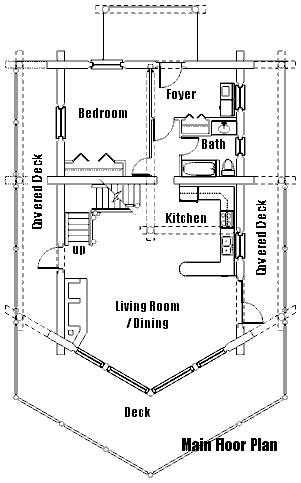 Foyer
Bedroom
Bath
Covered Deck
Kitchen
Covered Deck
up
Living Room
/ Dining
Deck
Main Floor Plan